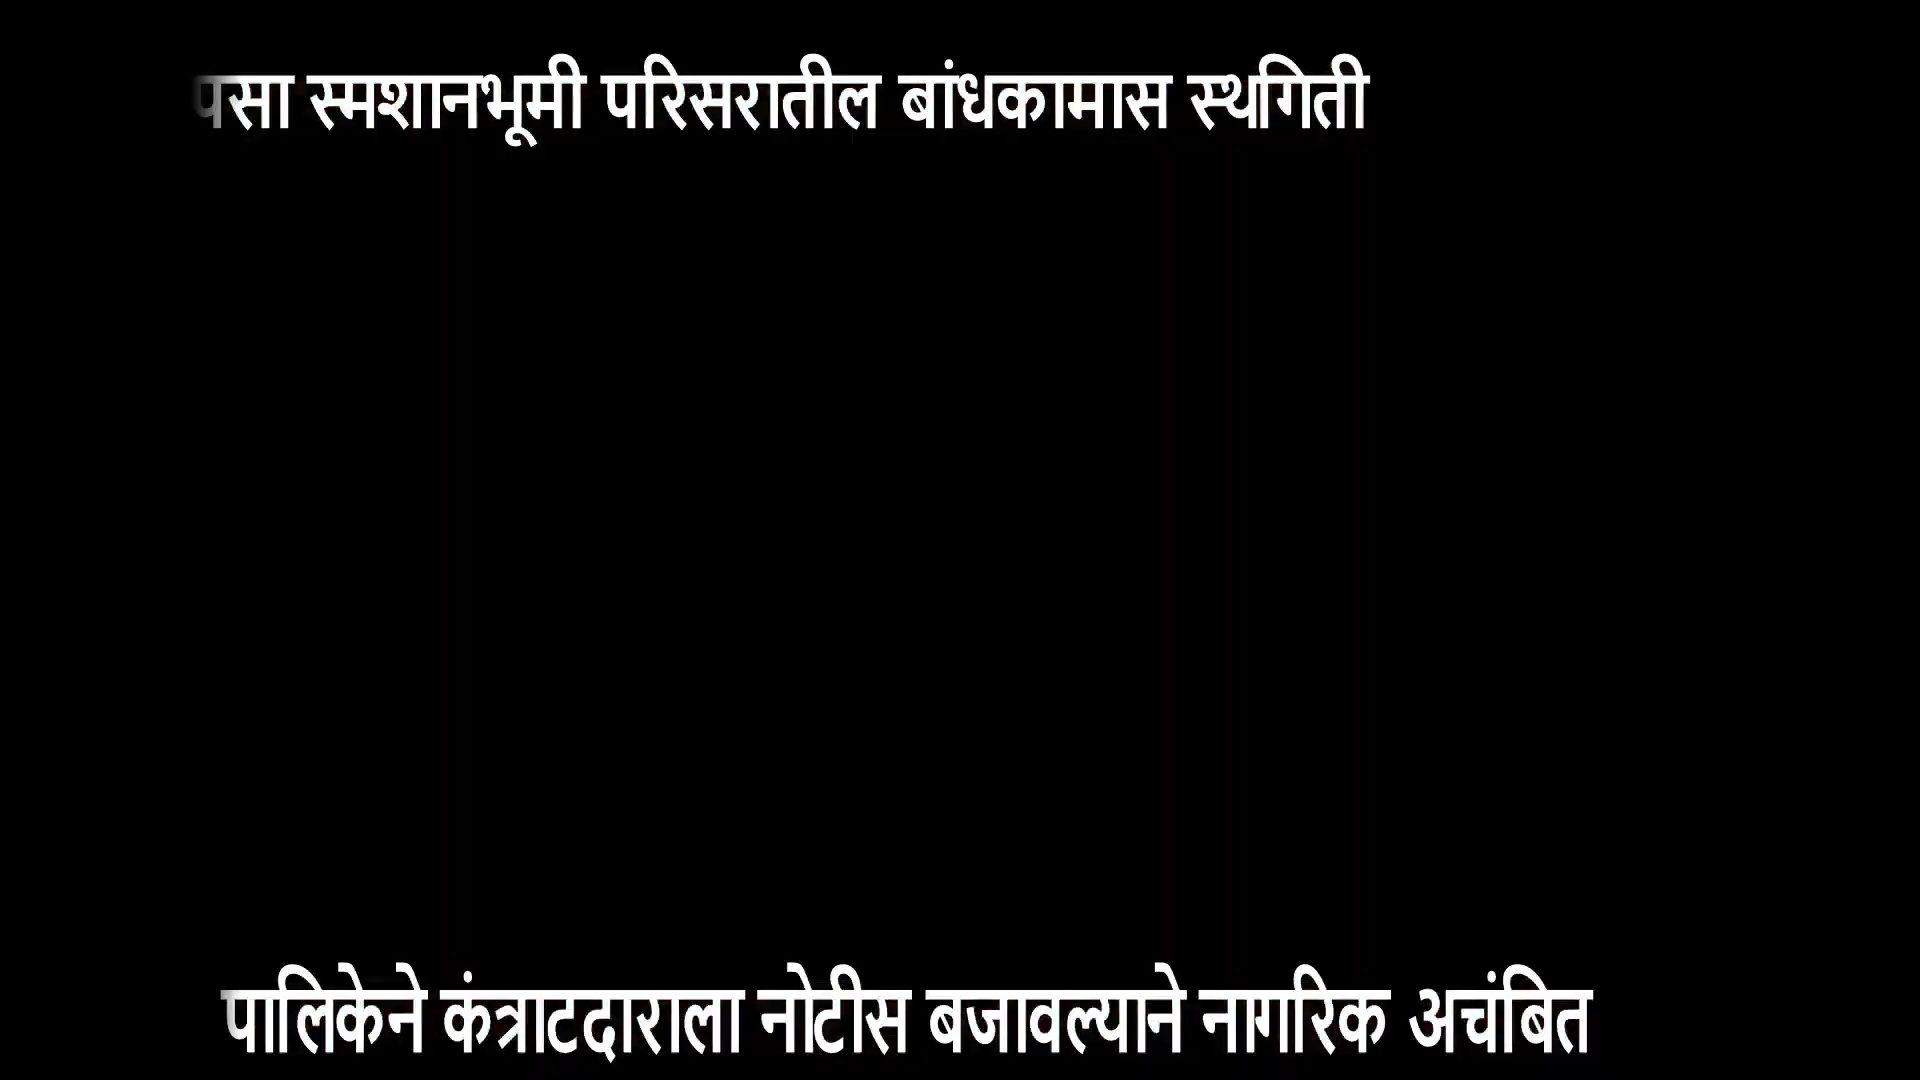 स्मशानभूमी परिसरातील बांधकामास स्थगिती
पालिकेने कंत्राटदाराला नोटीस बजावल्याने नागरिक अचंबित